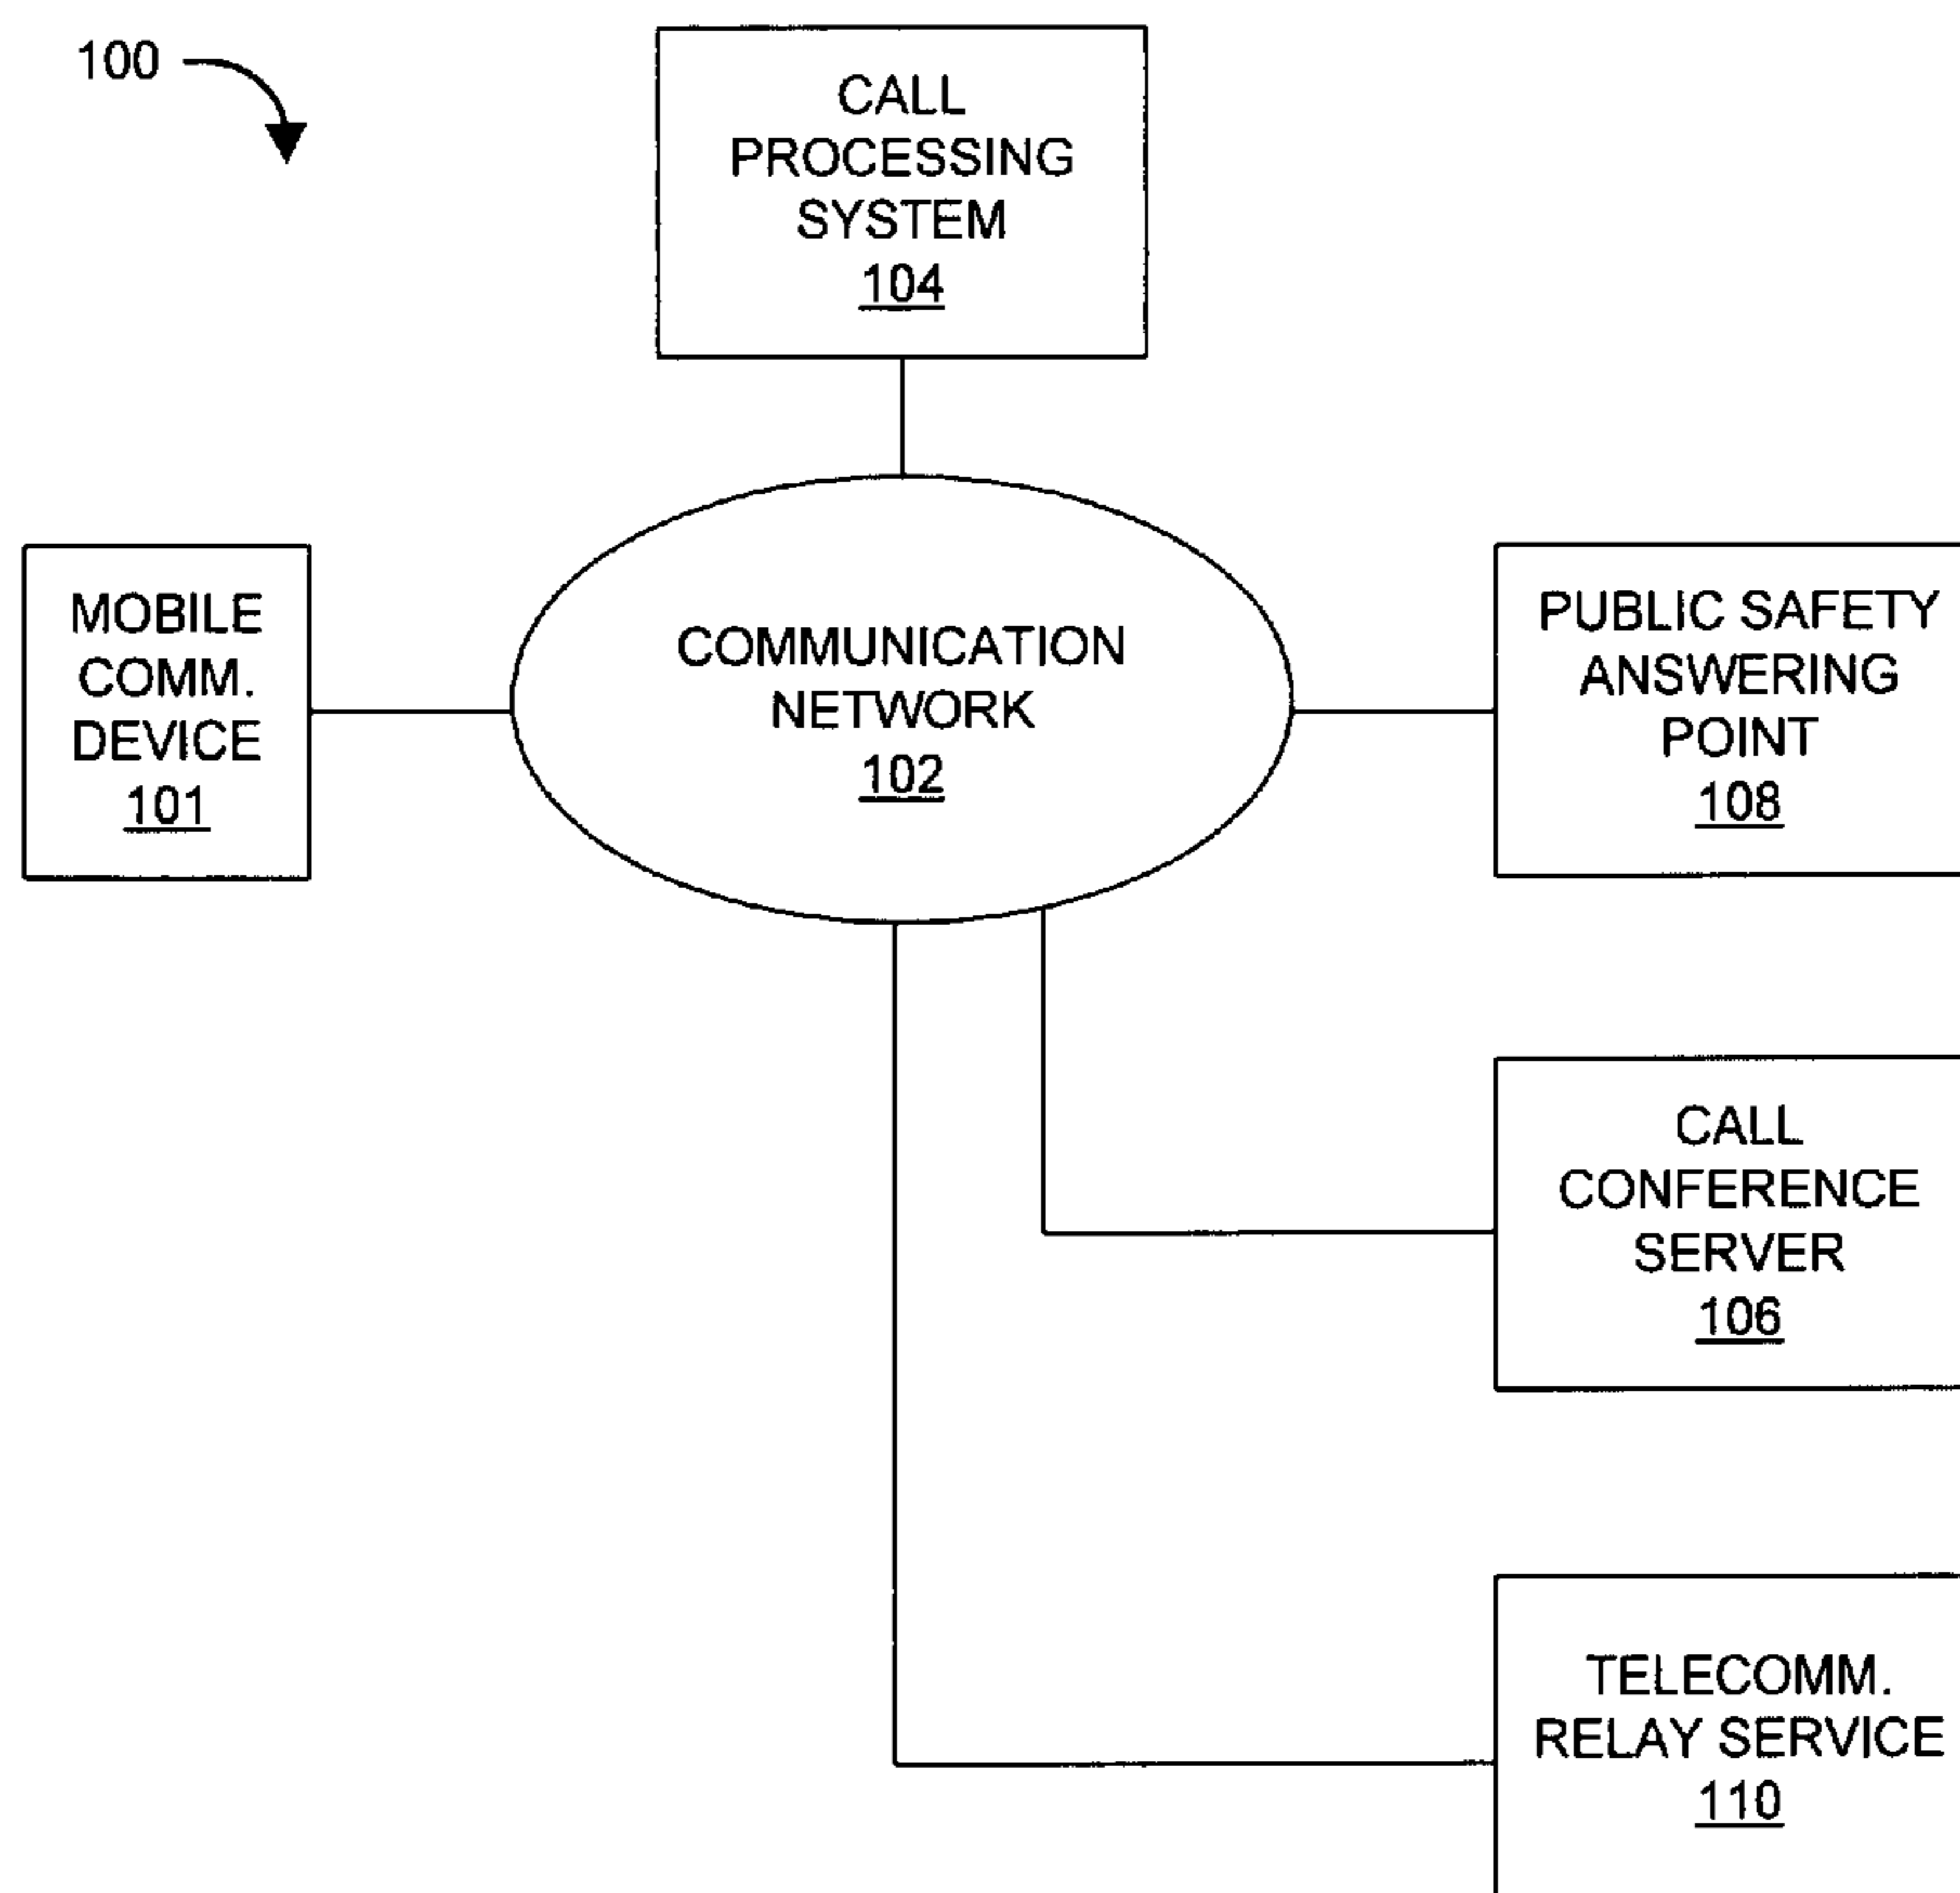 100
CALL
PROCESSING
SYSTEM
104
MOBILE
COMM.
DEVICE
101
COMMUNICATION
NETWORK
102
PUBLIC SAFETY
ANSWERING
POINT
108
CALL
CONFERENCE
SERVER
106
TELECOMM.
RELAY SERVICE
110